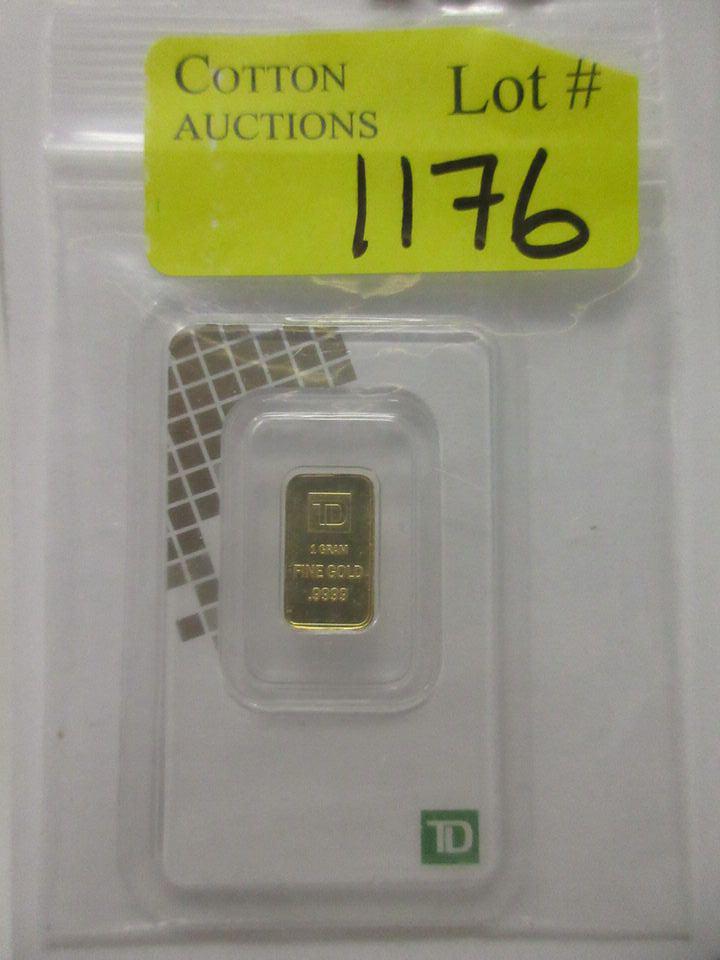 COTTON AUCTIONS
Lot #
1176
TD
1 GRAM
FINE GOLD
.9999
TD